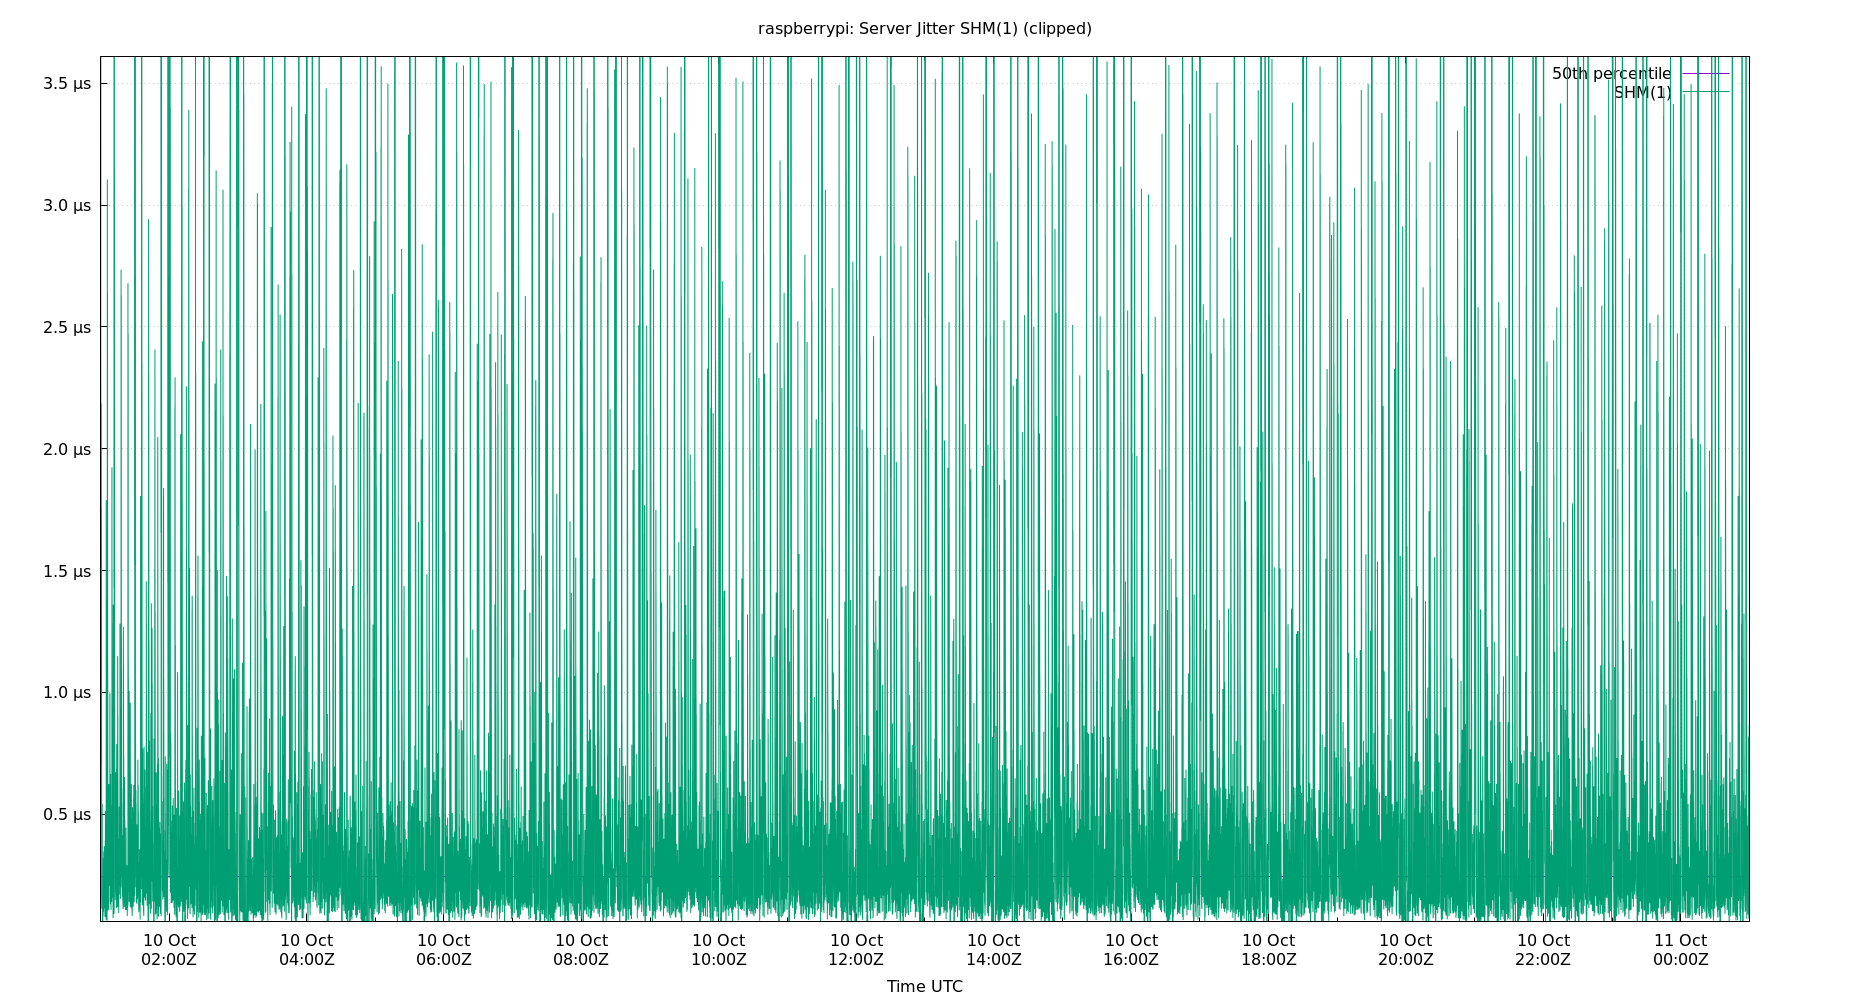 raspberrypi: Server Jitter SHM(1) (clipped)
50th percentile
SHM(1)
3.5 µs
3.0 µs
2.5 µs
2.0 µs
1.5 µs
1.0 µs
0.5 µs
10 Oct 10 Oct 10 Oct 10 Oct 10 Oct 10 Oct 10 Oct 10 Oct 10 Oct 10 Oct 10 Oct 11 Oct
02:00Z 04:00Z 06:00Z 08:00Z 10:00Z 12:00Z 14:00Z 16:00Z 18:00Z 20:00Z 22:00Z 00:00Z
Time UTC